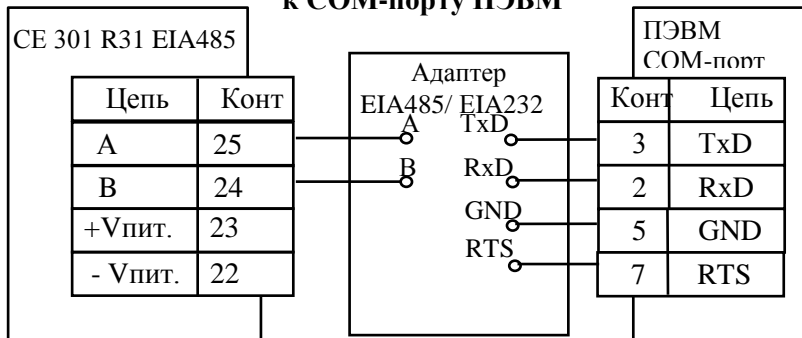 к COM-порту ПЭВМ
CE 301 R31 EIA485
Цепь Конт
A 25
B 24
+Vпит. 23
- Vпит. 22
Адаптер
EIA485/ EIA232
A TxD
B RxD
GND
RTS
ПЭВМ
COM-порт
Конт Цепь
3 TxD
2 RxD
5 GND
7 RTS